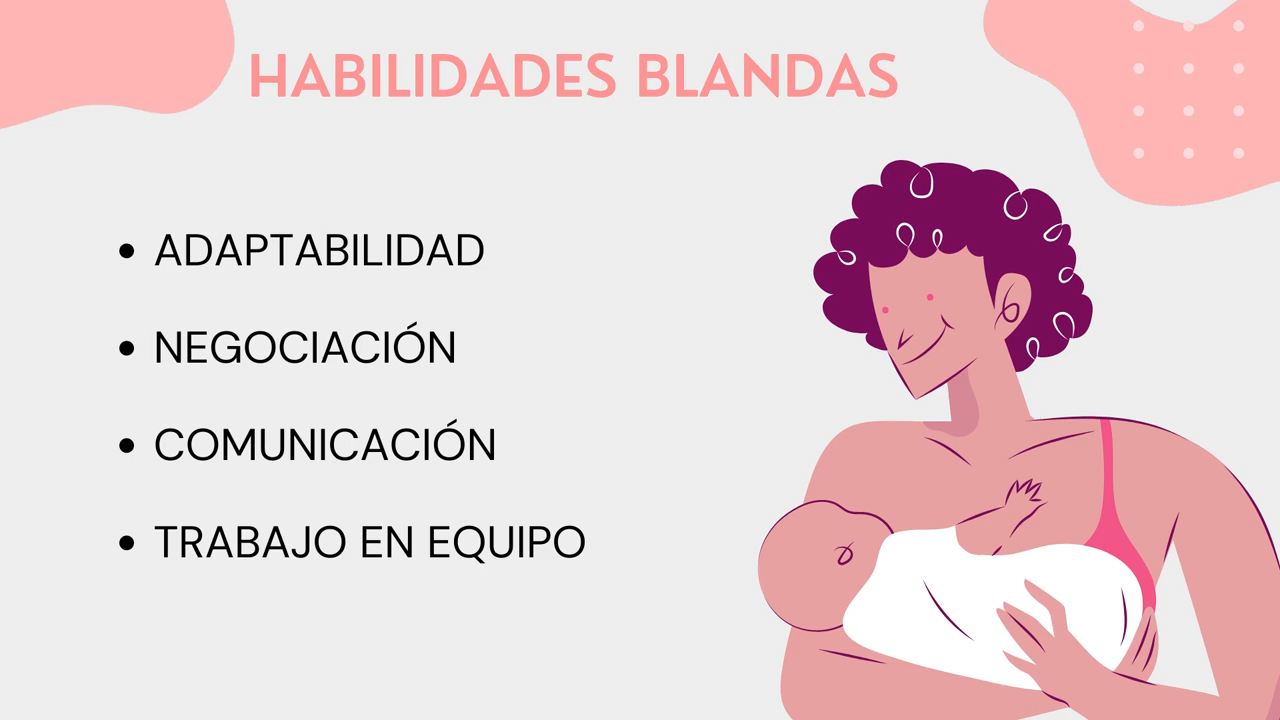 HABILIDADES BLANDAS
• ADAPTABILIDAD
• NEGOCIACIÓN
• COMUNICACIÓN
• TRABAJO EN EQUIPO